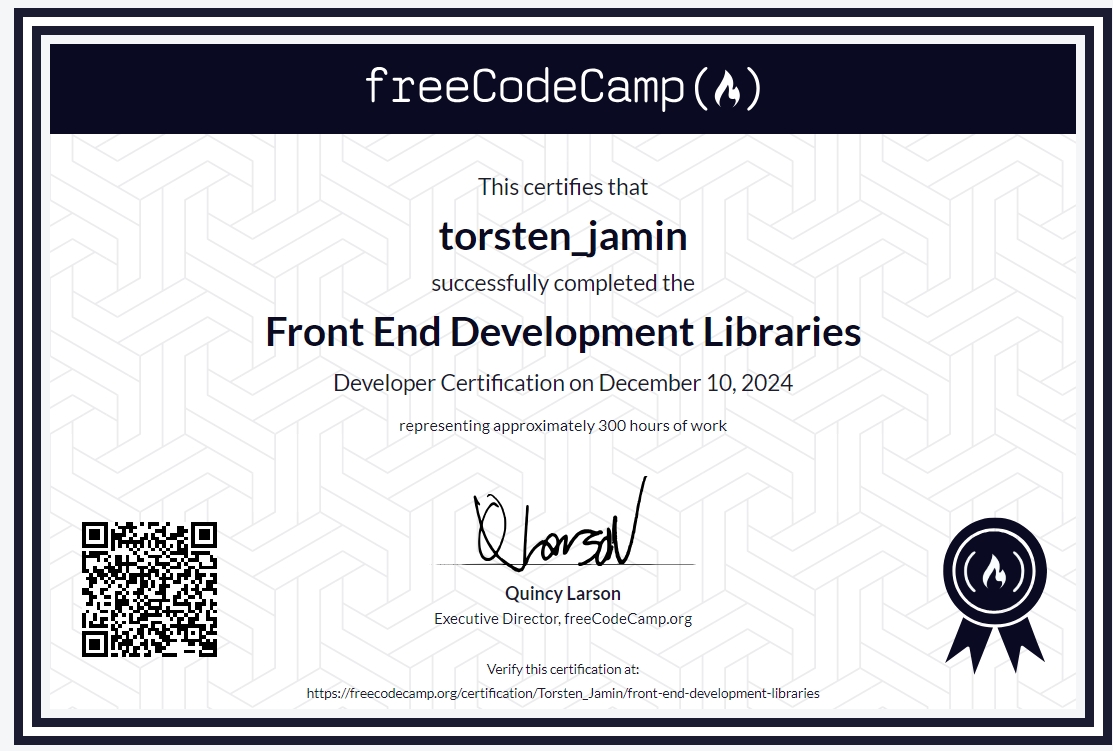 freeCodeCamp
This certifies that
torsten_jamin
successfully completed the
Front End Development Libraries
Developer Certification on December 10, 2024
representing approximately 300 hours of work
Quincy Larson
Executive Director, freeCodeCamp.org
Verify this certification at:
https://freecodecamp.org/certification/Torsten_Jamin/front-end-development-libraries